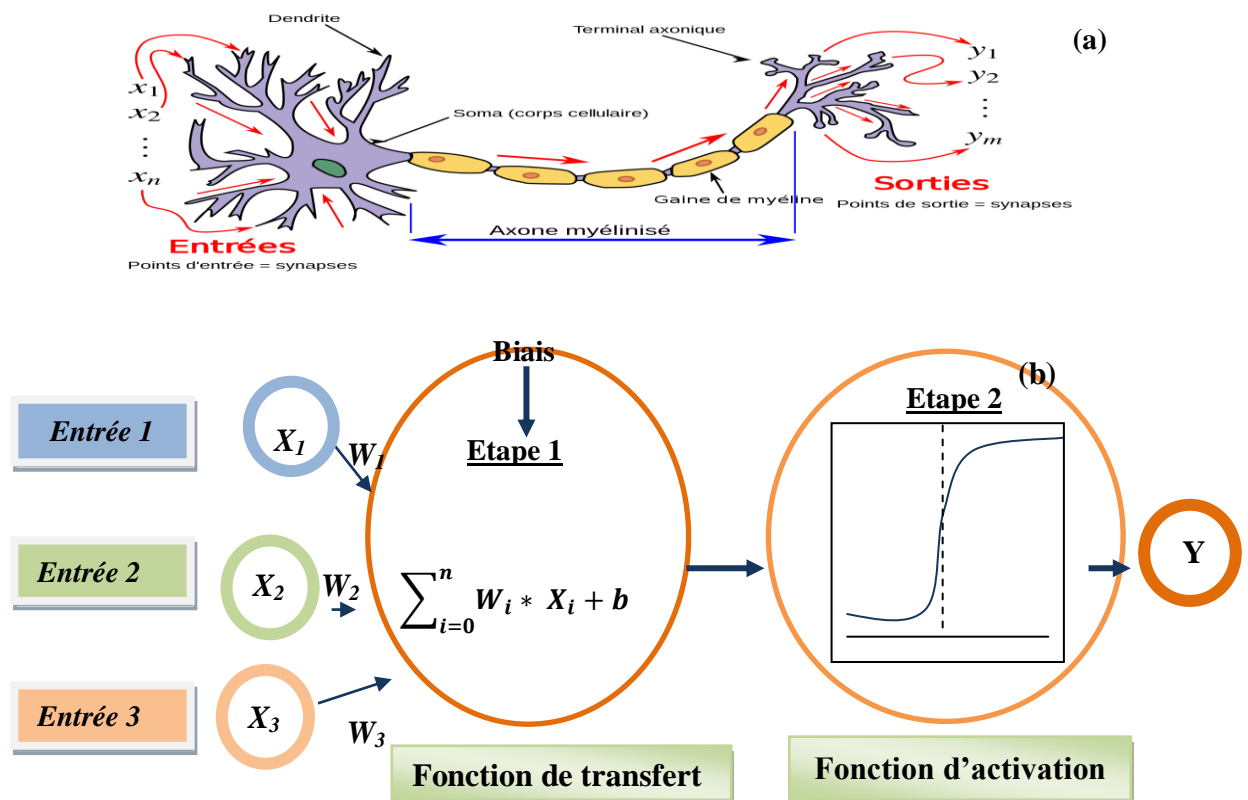 Dendrite
Terminal axonique
(a)
x1
x2
...
xn
Soma (corps cellulaire)
y1
y2
...
ym
Gaine de myéline
Sorties
Points de sortie = synapses
Axone myélinisé
Entrées
Points d'entrée = synapses
Biais
(b)
Etape 1
Etape 2
Entrée 1
X1
W1
Entrée 2
X2
W2
∑ i=0 n Wi * Xi + b
Y
Entrée 3
X3
W3
Fonction de transfert
Fonction d’activation